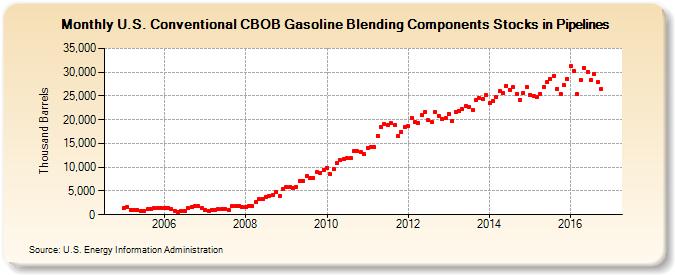 Monthly U.S. Conventional CBOB Gasoline Blending Components Stocks in Pipelines
Thousand Barrels
35,000
30,000
25,000
20,000
15,000
10,000
5,000
0
2006 2008 2010 2012 2014 2016
Source: U.S. Energy Information Administration